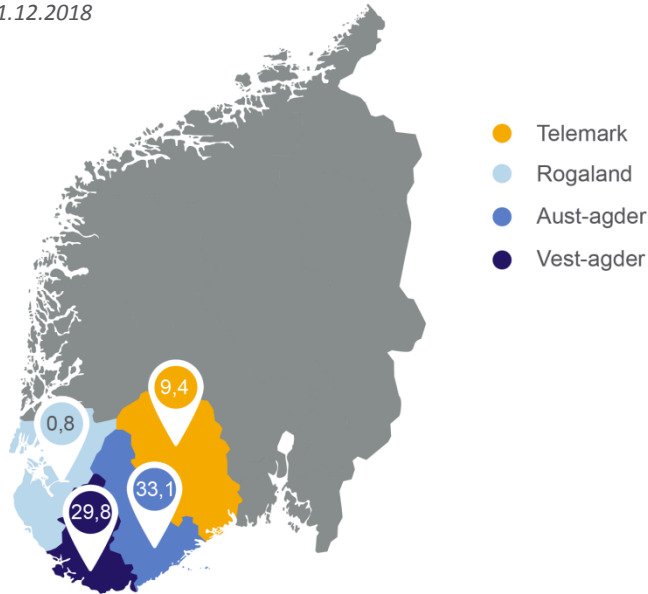 1.12.2018
Telemark
Rogaland
Aust-agder
Vest-agder
9,4
0,8
33,1
29,8